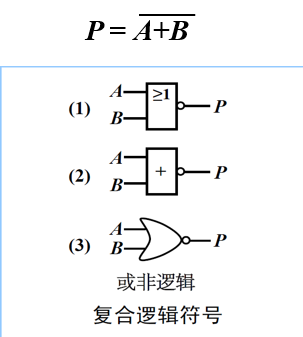 P = \overline{A+B}
(1) A B ≥1 P
(2) A B + P
(3) A B P
或非逻辑
复合逻辑符号